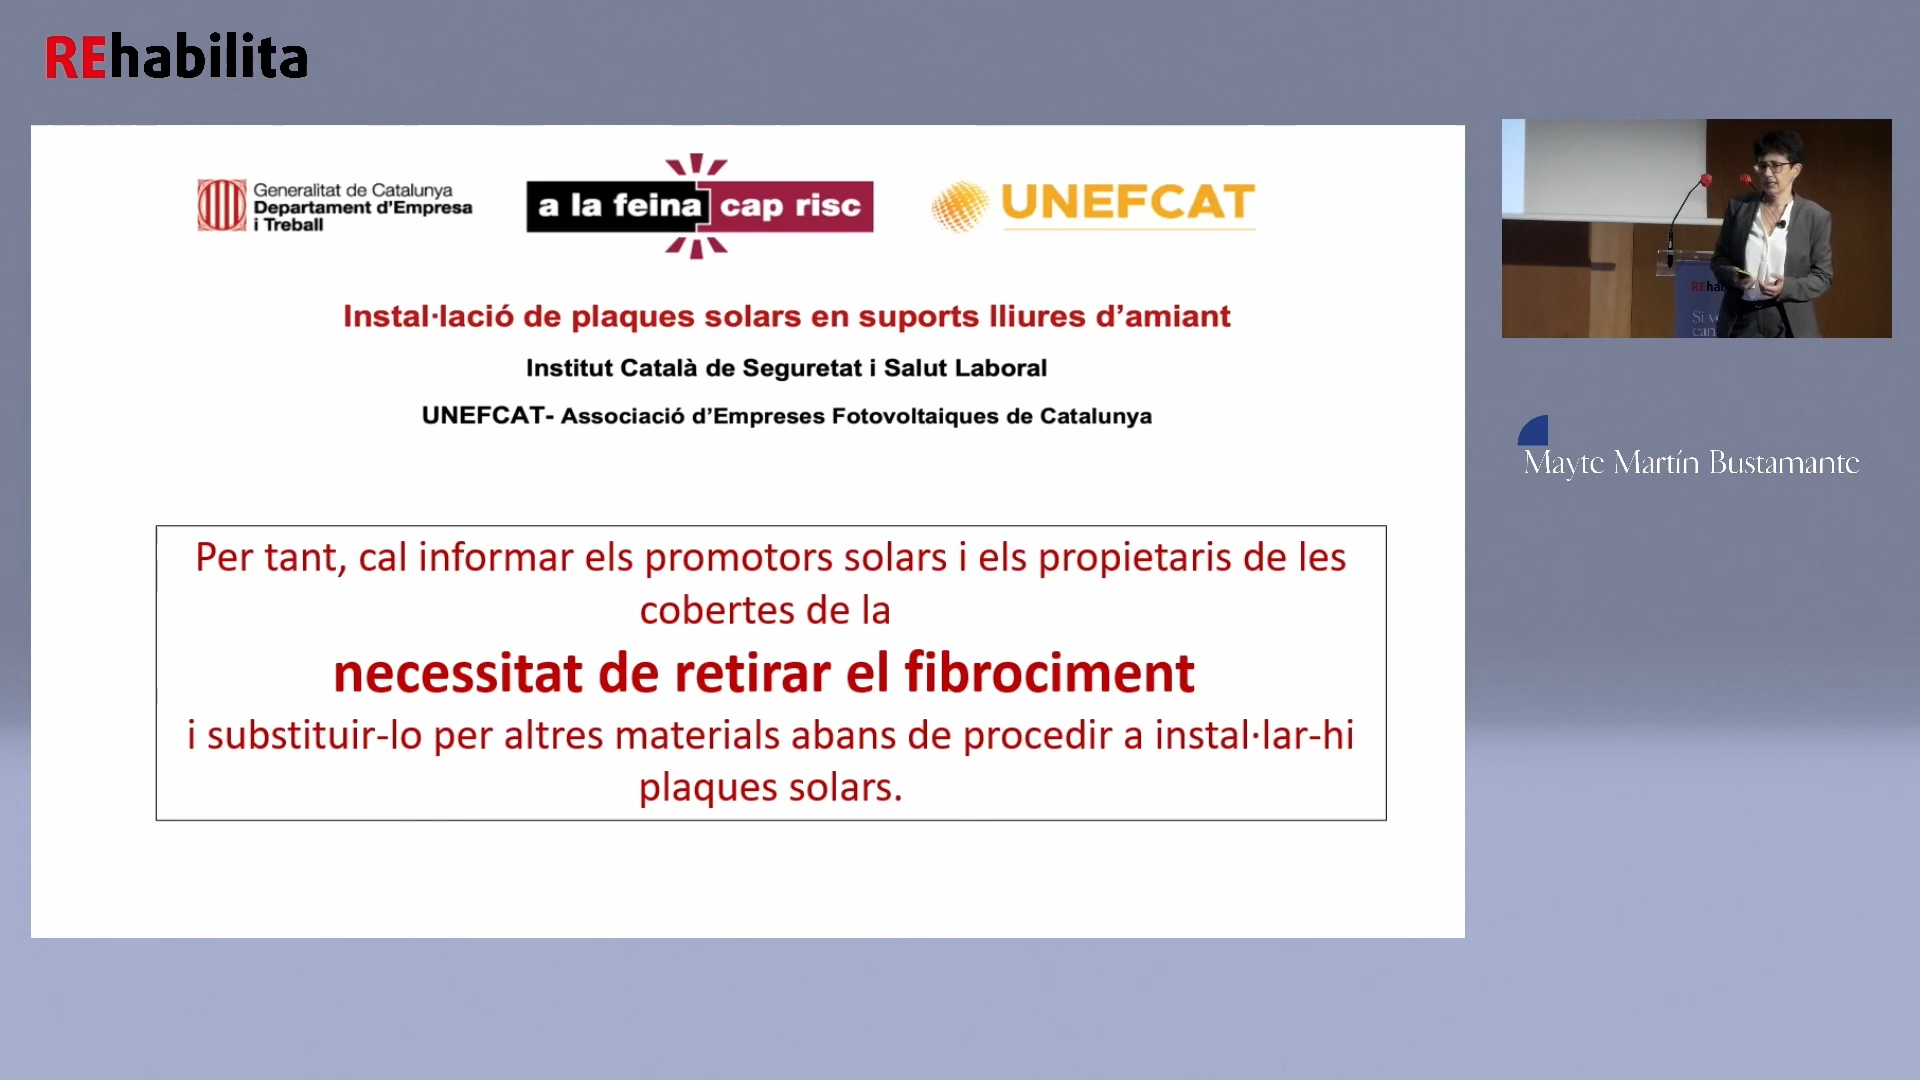 REhabilita
Generalitat de Catalunya
Departament d'Empresa
i Treball
a la feina cap risc
UNEFCAT
Instal·lació de plaques solars en suports lliures d'amiant
Institut Català de Seguretat i Salut Laboral
UNEFCAT- Associació d'Empreses Fotovoltaiques de Catalunya
Per tant, cal informar els promotors solars i els propietaris de les
cobertes de la
necessitat de retirar el fibrociment
i substituir-lo per altres materials abans de procedir a instal·lar-hi
plaques solars.
REhab
Si v
can
Mayte Martín Bustamante